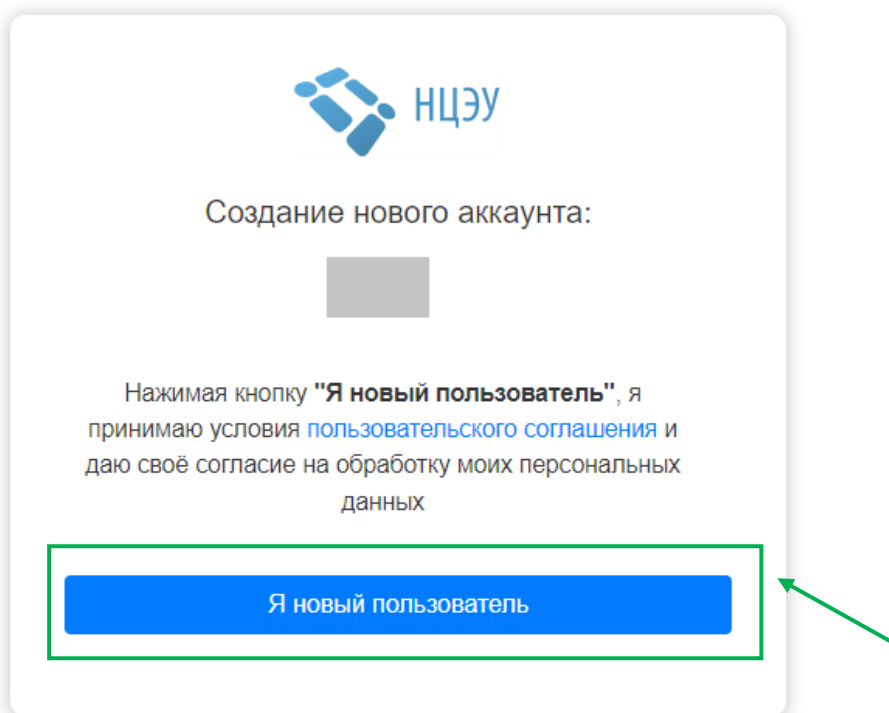 НЦЭУ
Создание нового аккаунта:
Нажимая кнопку "Я новый пользователь", я
принимаю условия пользовательского соглашения и
даю своё согласие на обработку моих персональных
данных
Я новый пользователь